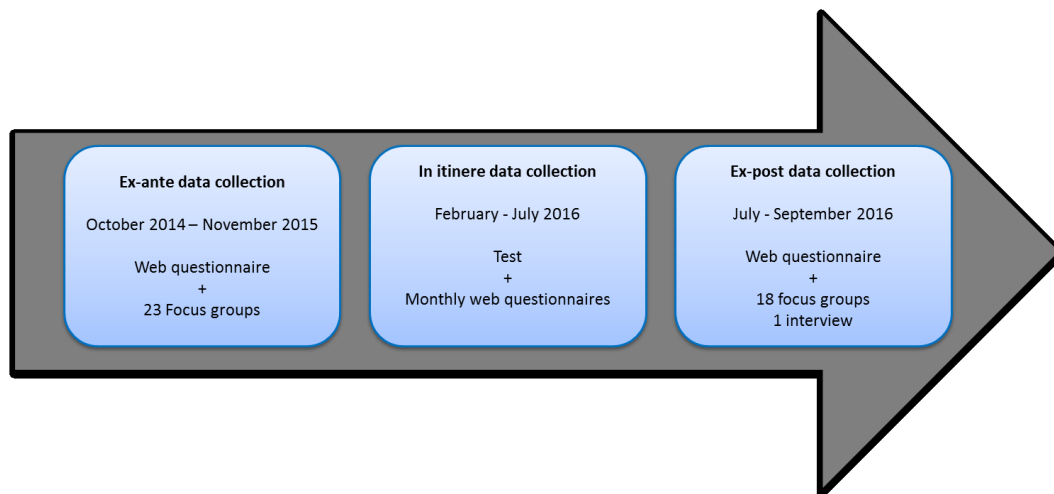 Ex-ante data collection
October 2014 – November 2015
Web questionnaire
+
23 Focus groups
In itinere data collection
February - July 2016
Test
+
Monthly web questionnaires
Ex-post data collection
July - September 2016
Web questionnaire
+
18 focus groups
1 interview